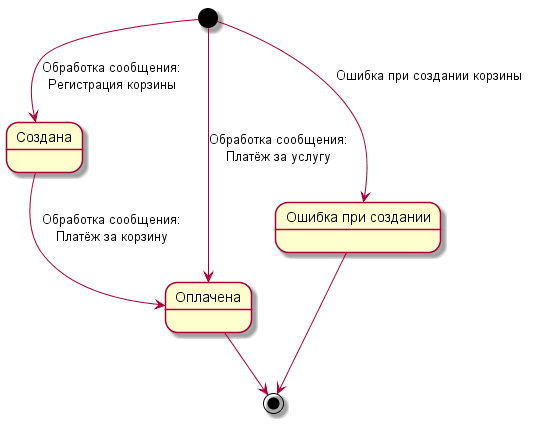 Обработка сообщения:
Регистрация корзины
Ошибка при создании корзины
Создана
Обработка сообщения:
Платёж за услугу
Обработка сообщения:
Платёж за корзину
Ошибка при создании
Оплачена